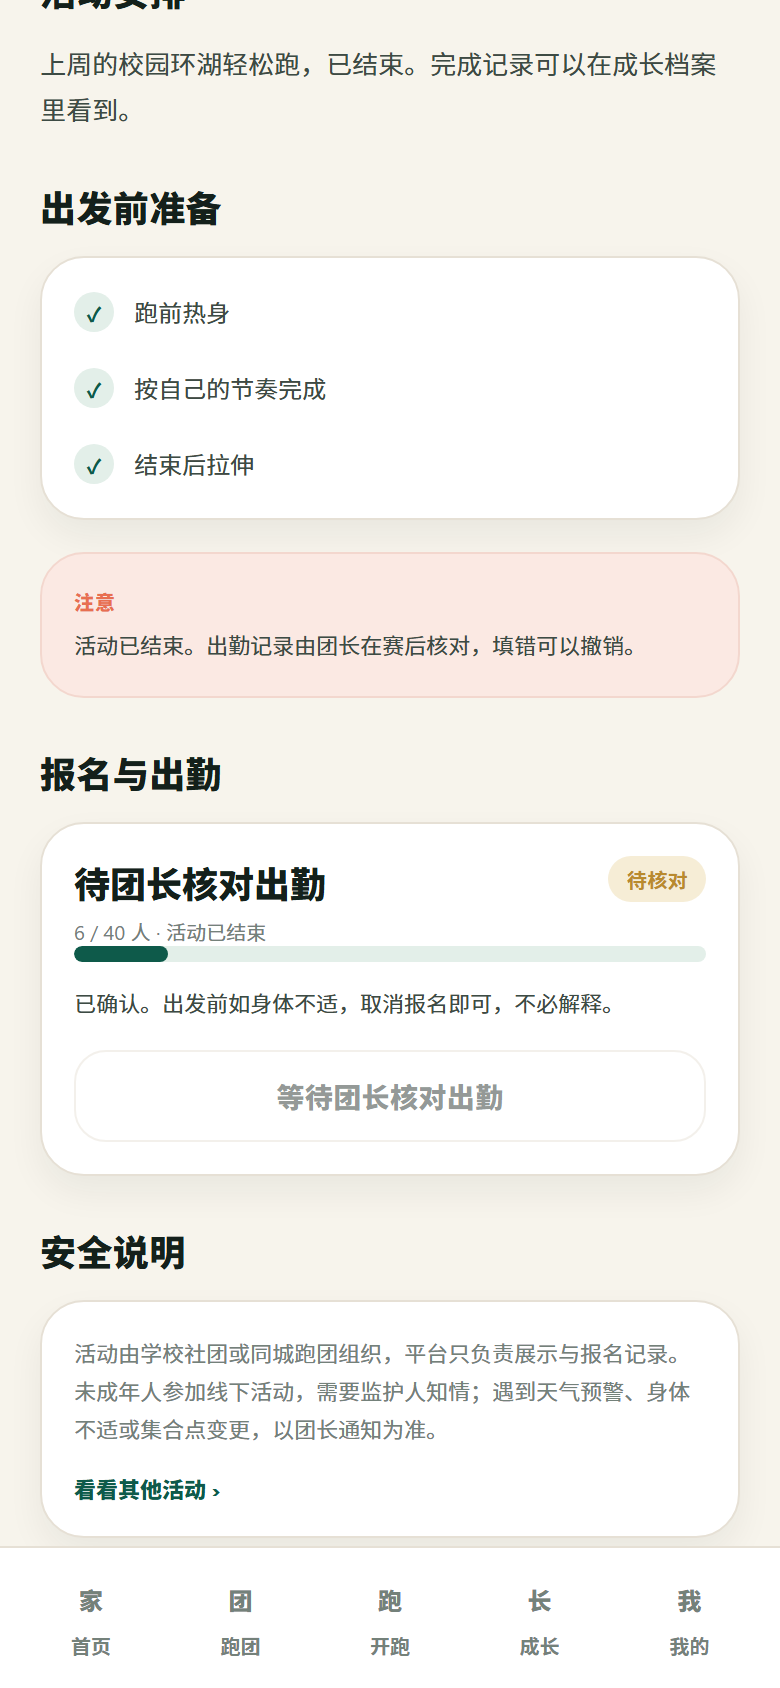 活动安排
上周的校园环湖轻松跑，已结束。完成记录可以在成长档案
里看到。
出发前准备
✓ 跑前热身
✓ 按自己的节奏完成
✓ 结束后拉伸
注意
活动已结束。出勤记录由团长在赛后核对，填错可以撤销。
报名与出勤
待团长核对出勤
待核对
6 / 40 人 · 活动已结束
已确认。出发前如身体不适，取消报名即可，不必解释。
等待团长核对出勤
安全说明
活动由学校社团或同城跑团组织，平台只负责展示与报名记录。
未成年人参加线下活动，需要监护人知情；遇到天气预警、身体
不适或集合点变更，以团长通知为准。
看看其他活动 ›
家 团 跑 长 我
首页 跑团 开跑 成长 我的